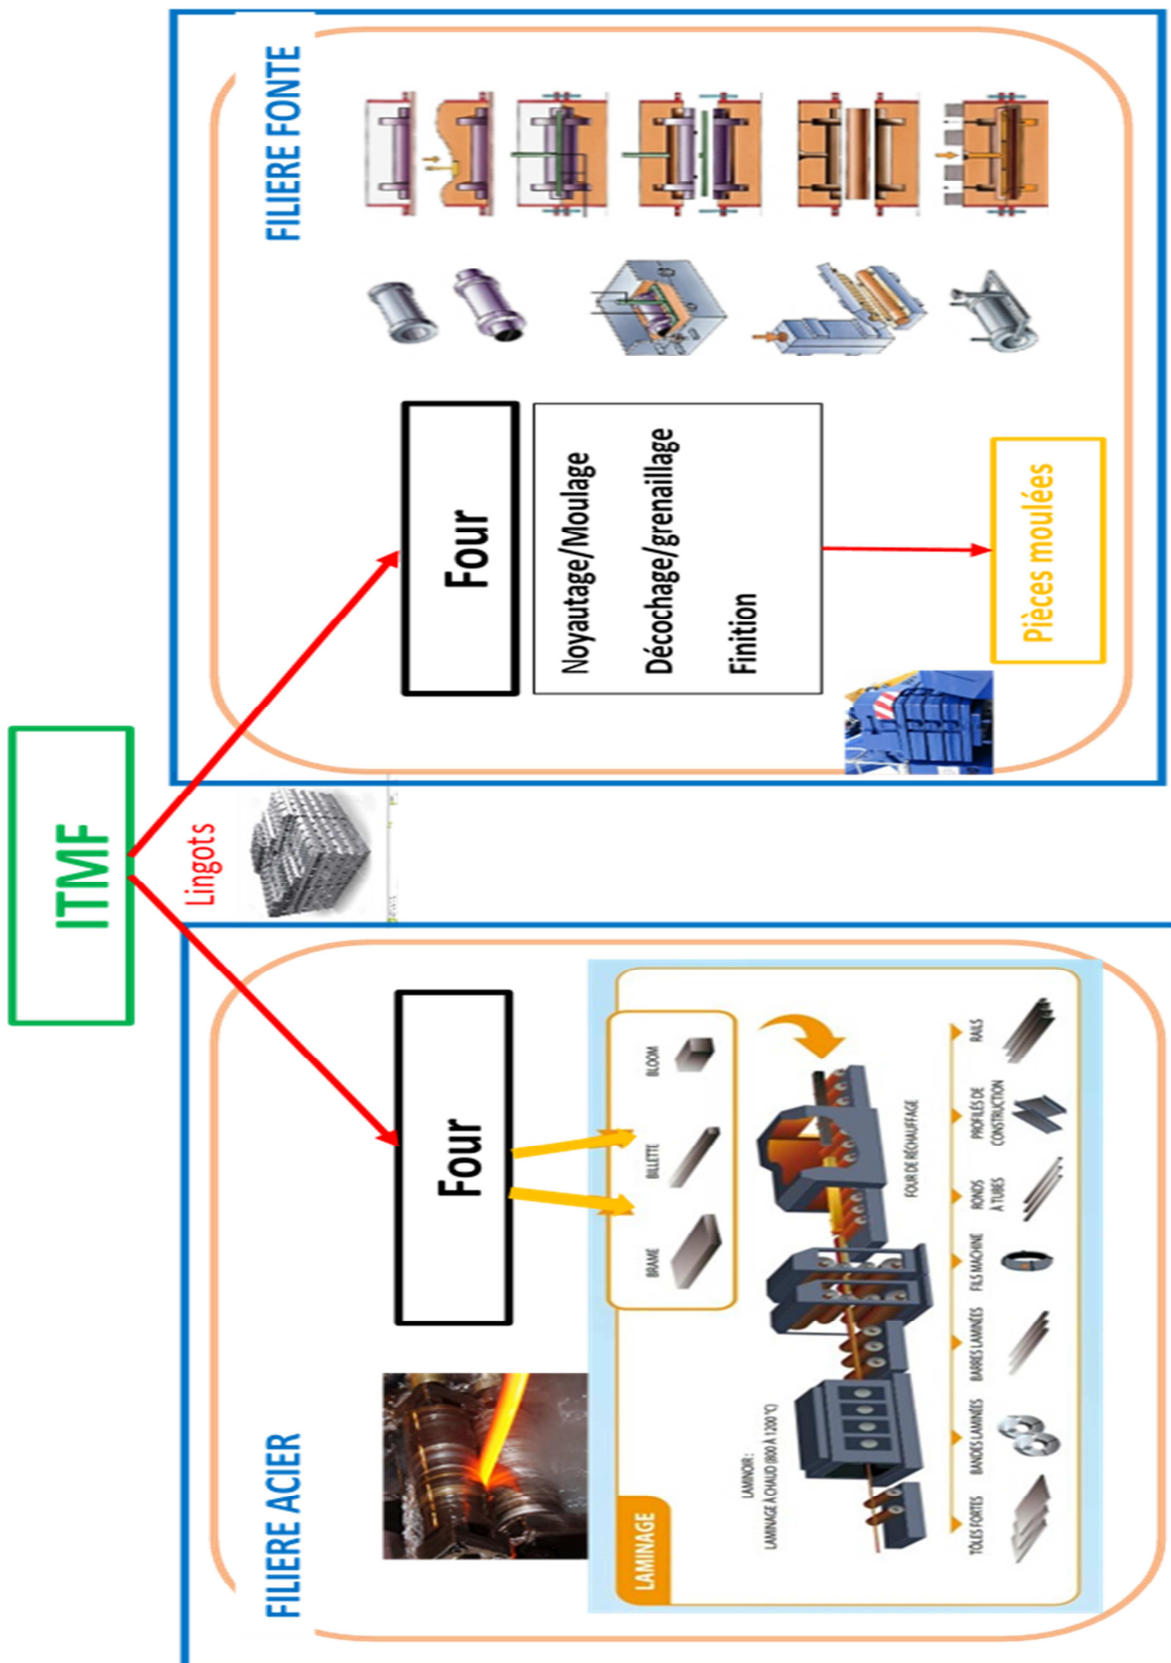 ITMF
Lingots
FILIERE ACIER
Four
LAMINAGE
BRAME
BILLETTE
BLOOM
LAMINOIR :
LAMINAGE À CHAUD (800 À 1200 °C)
FOUR DE RÉCHAUFFAGE
TÔLES FORTES
BANDES LAMINÉES
BARRES LAMINÉES
FILS MACHINE
RONDS
À TUBES
PROFILÉS DE
CONSTRUCTION
RAILS
FILIERE FONTE
Four
Noyautage/Moulage
Décochage/grenaillage
Finition
Pièces moulées